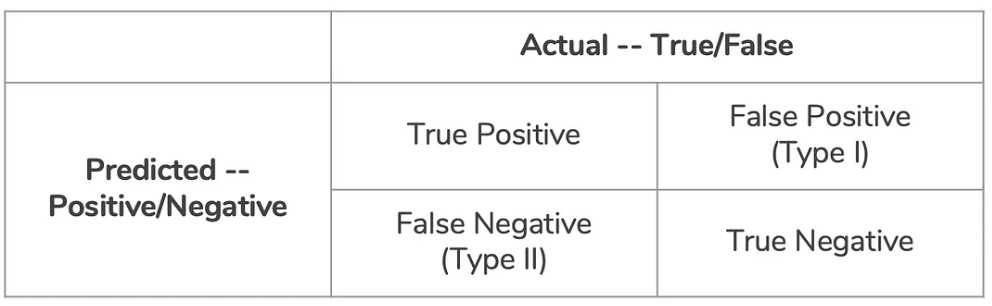 Actual -- True/False
True Positive
False Positive
(Type I)
Predicted --
Positive/Negative
False Negative
(Type II)
True Negative